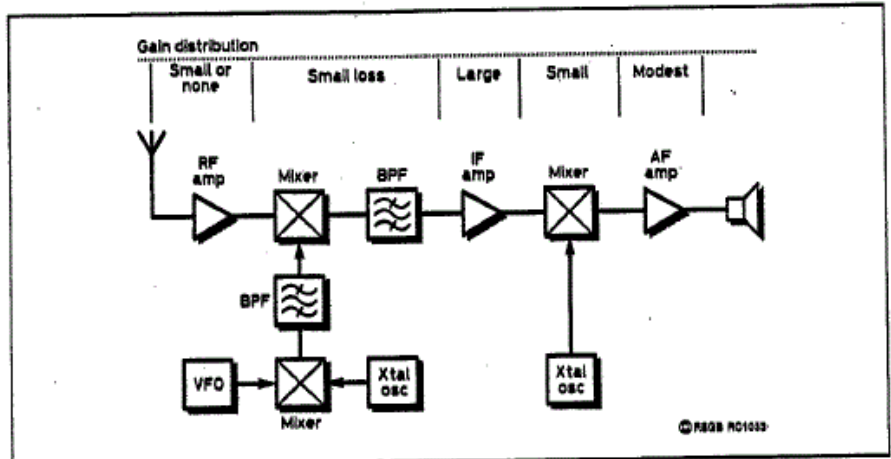 Gain distribution
Small or none
Small loss
Large
Small
Modest
RF amp
Mixer
BPF
IF amp
Mixer
AF amp
BPF
VFO
Mixer
Xtal osc
Xtal osc
© RSGB RC1033